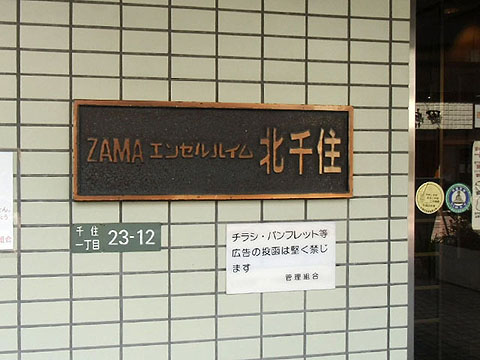 ZAMA エンゼルハイム 北千住
千住
一丁目 23-12
チラシ・パンフレット等
広告の投函は堅く禁じ
ます
管理組合